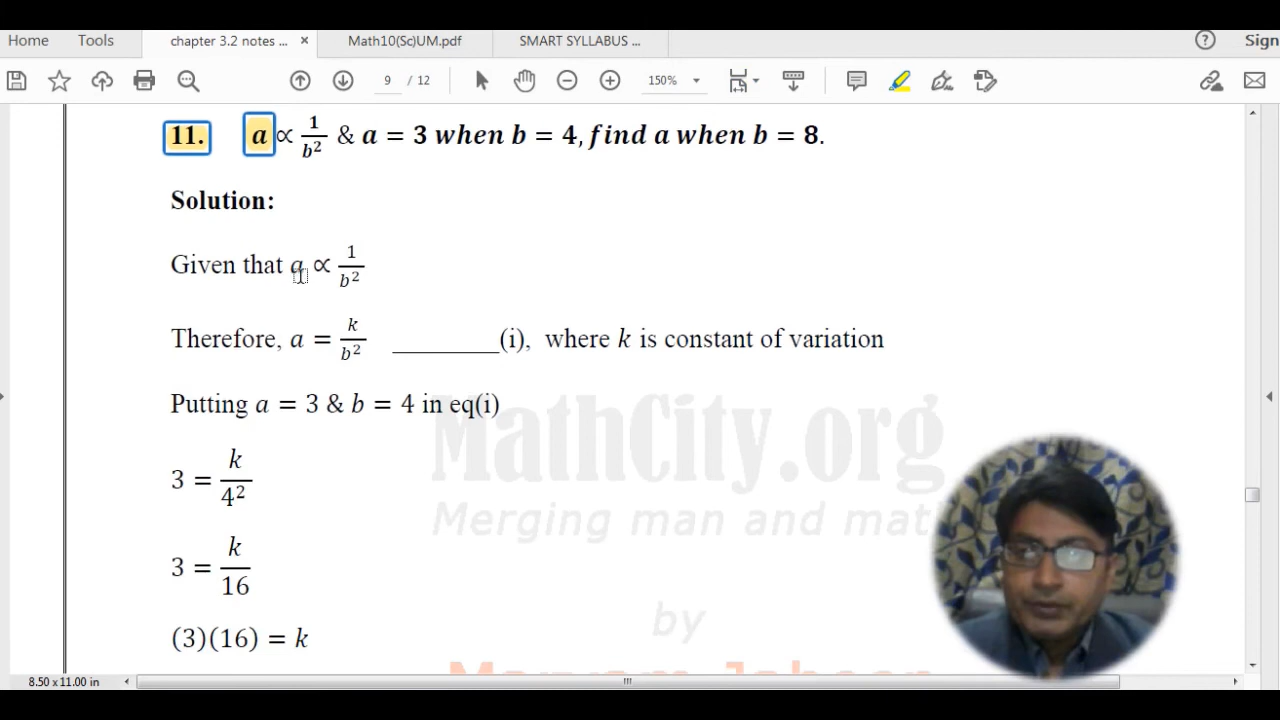 Home Tools chapter 3.2 notes ... × Math10(Sc)UM.pdf SMART SYLLABUS ... Sign
9 / 12 150%
11. a ∝ 1/b² & a = 3 when b = 4, find a when b = 8.
Solution:
Given that a ∝ 1/b²
Therefore, a = k/b² ________(i), where k is constant of variation
Putting a = 3 & b = 4 in eq(i)
MathCity.org
3 = k/4²
Merging man and math
3 = k/16
by
(3)(16) = k
8.50 x 11.00 in